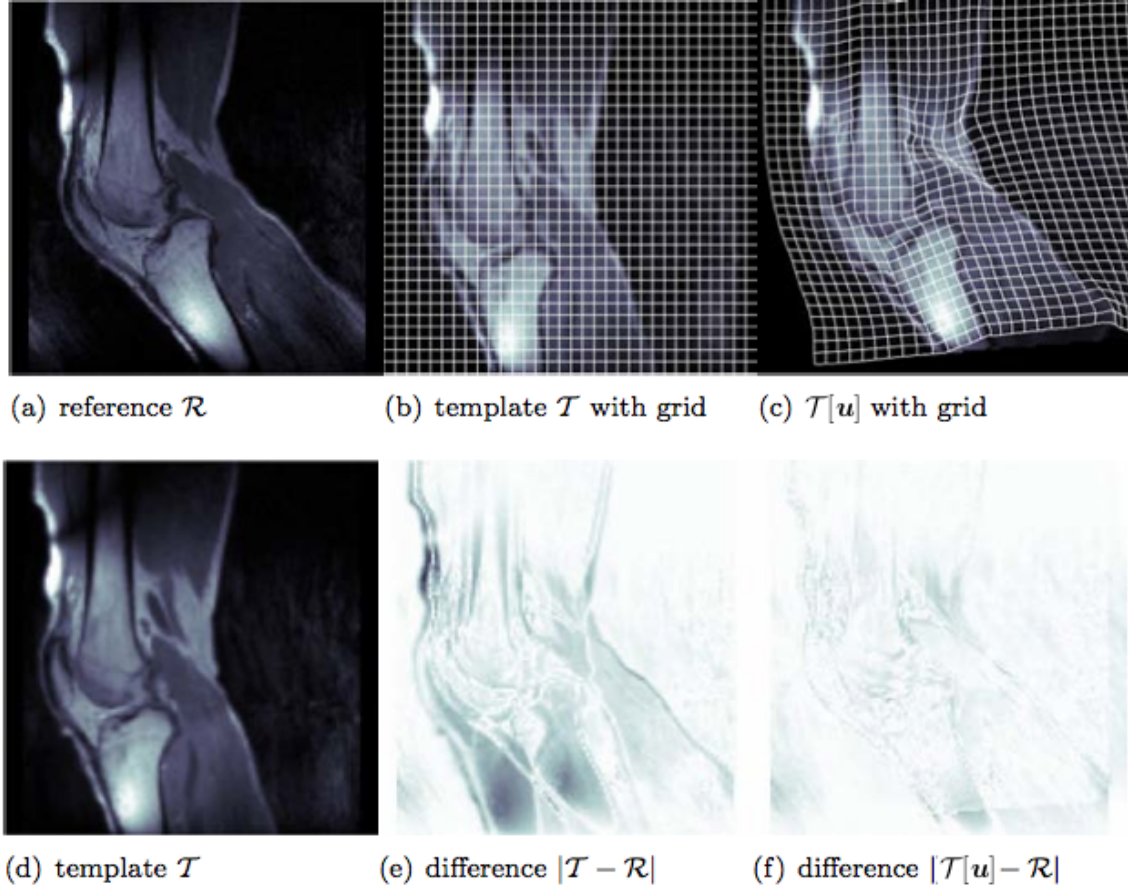 (a) reference 𝓡
(b) template 𝓣 with grid
(c) 𝓣[𝒖] with grid
(d) template 𝓣
(e) difference |𝓣 − 𝓡|
(f) difference |𝓣[𝒖] − 𝓡|